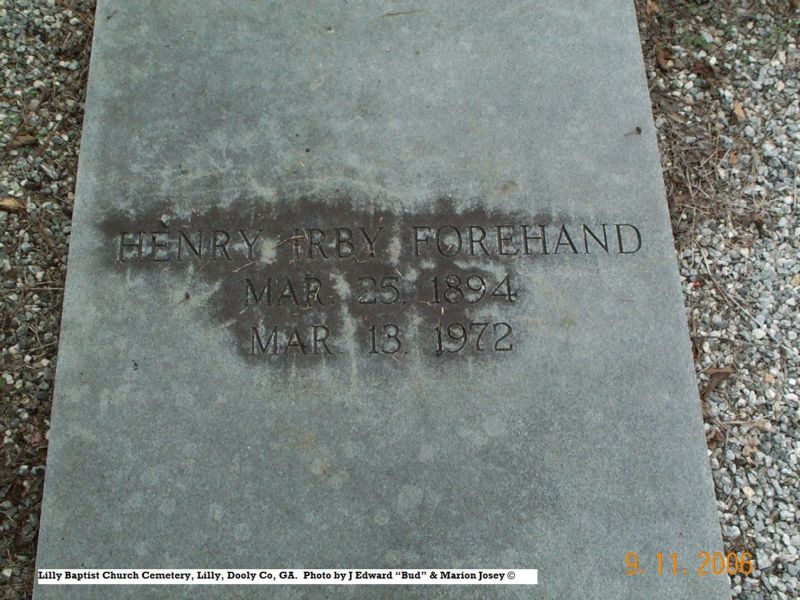 HENRY IRBY FOREHAND
MAR. 25, 1894
MAR. 13, 1972
Lilly Baptist Church Cemetery, Lilly, Dooly Co, GA. Photo by J Edward “Bud” & Marion Josey ©
9. 11. 2006